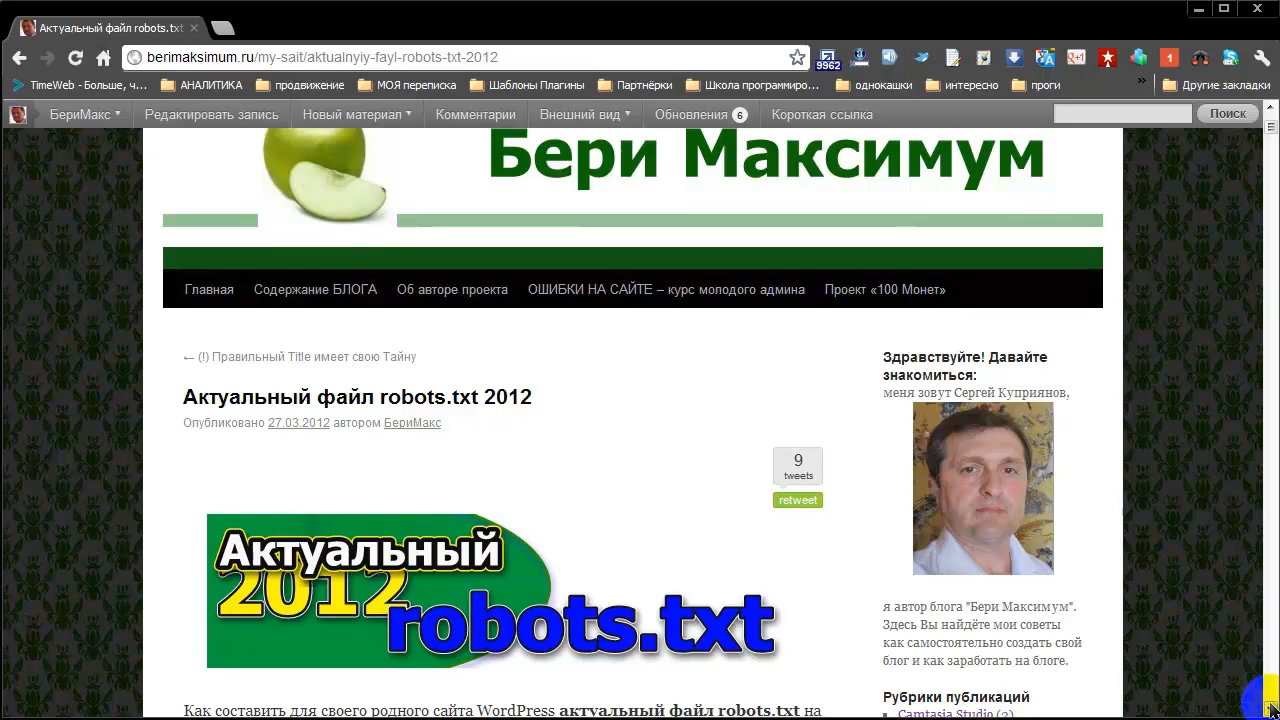 Актуальный файл robots.txt
berimaksimum.ru/my-sait/aktualnyiy-fayl-robots-txt-2012
9962
1
TimeWeb - Больше, ч...
АНАЛИТИКА
продвижение
МОЯ переписка
Шаблоны Плагины
Партнёрки
Школа программиро...
однокашки
интересно
проги
»
Другие закладки
БериМакс
Редактировать запись
Новый материал
Комментарии
Внешний вид
Обновления 6
Короткая ссылка
Поиск
Бери Максимум
Главная
Содержание БЛОГА
Об авторе проекта
ОШИБКИ НА САЙТЕ – курс молодого админа
Проект «100 Монет»
← (!) Правильный Title имеет свою Тайну
Актуальный файл robots.txt 2012
Опубликовано 27.03.2012 автором БериМакс
9
tweets
retweet
Актуальный
2012
robots.txt
Как составить для своего родного сайта WordPress актуальный файл robots.txt на
Здравствуйте! Давайте
знакомиться:
меня зовут Сергей Куприянов,
я автор блога "Бери Максимум".
Здесь Вы найдёте мои советы
как самостоятельно создать свой
блог и как заработать на блоге.
Рубрики публикаций
Camtasia Studio (3)